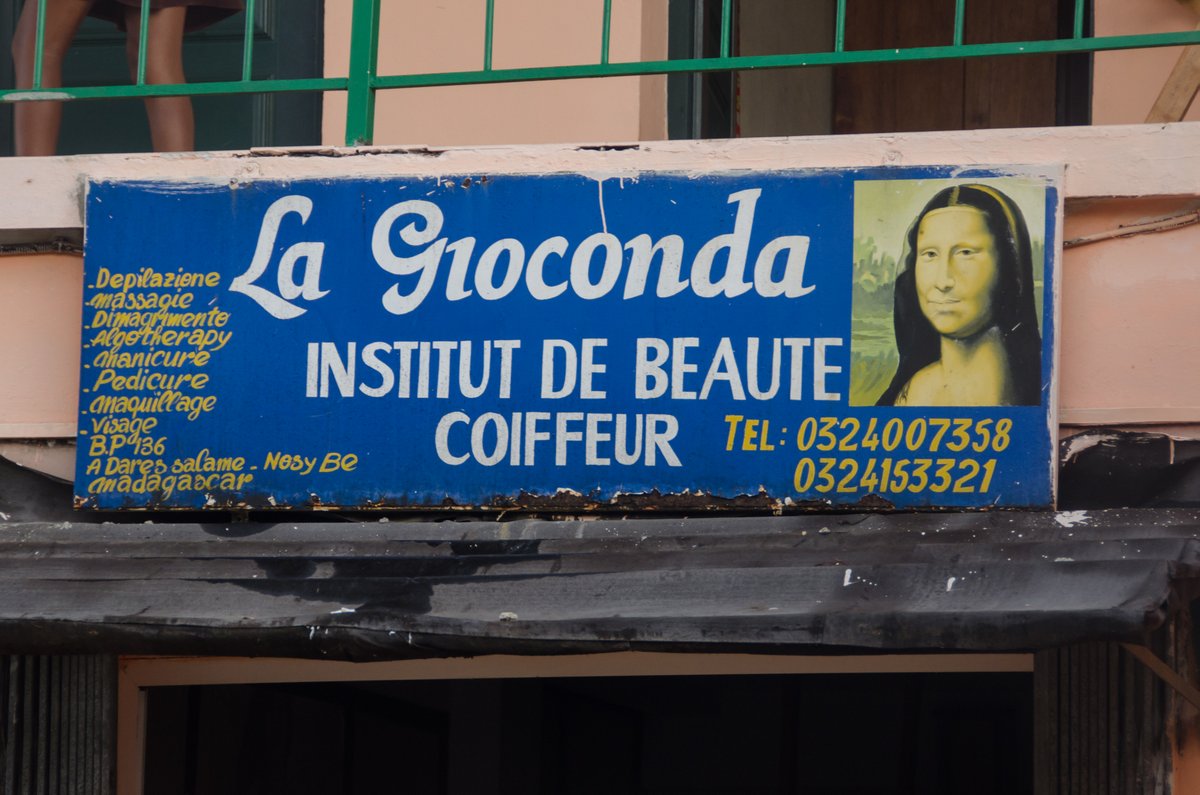 La Gioconda
INSTITUT DE BEAUTE
COIFFEUR
TEL: 0324007358
0324153321
- Depilazione
- massagie
- Dimagrimento
- Algotherapy
- manicure
- Pedicure
- maquillage
- visage
B.P 136
A Dares salame - Nosy Be
madagascar